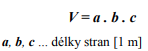 V = a . b . c
a, b, c ... délky stran [1 m]